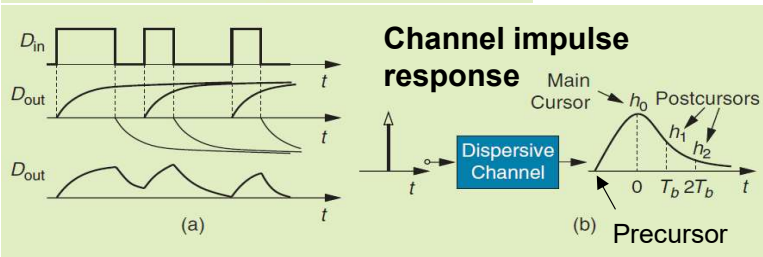 D_in
t
D_out
t
D_out
t
(a)
Channel impulse
response
Main
Cursor
h_0
Postcursors
h_1
h_2
Dispersive
Channel
t
0 T_b 2T_b t
(b)
Precursor